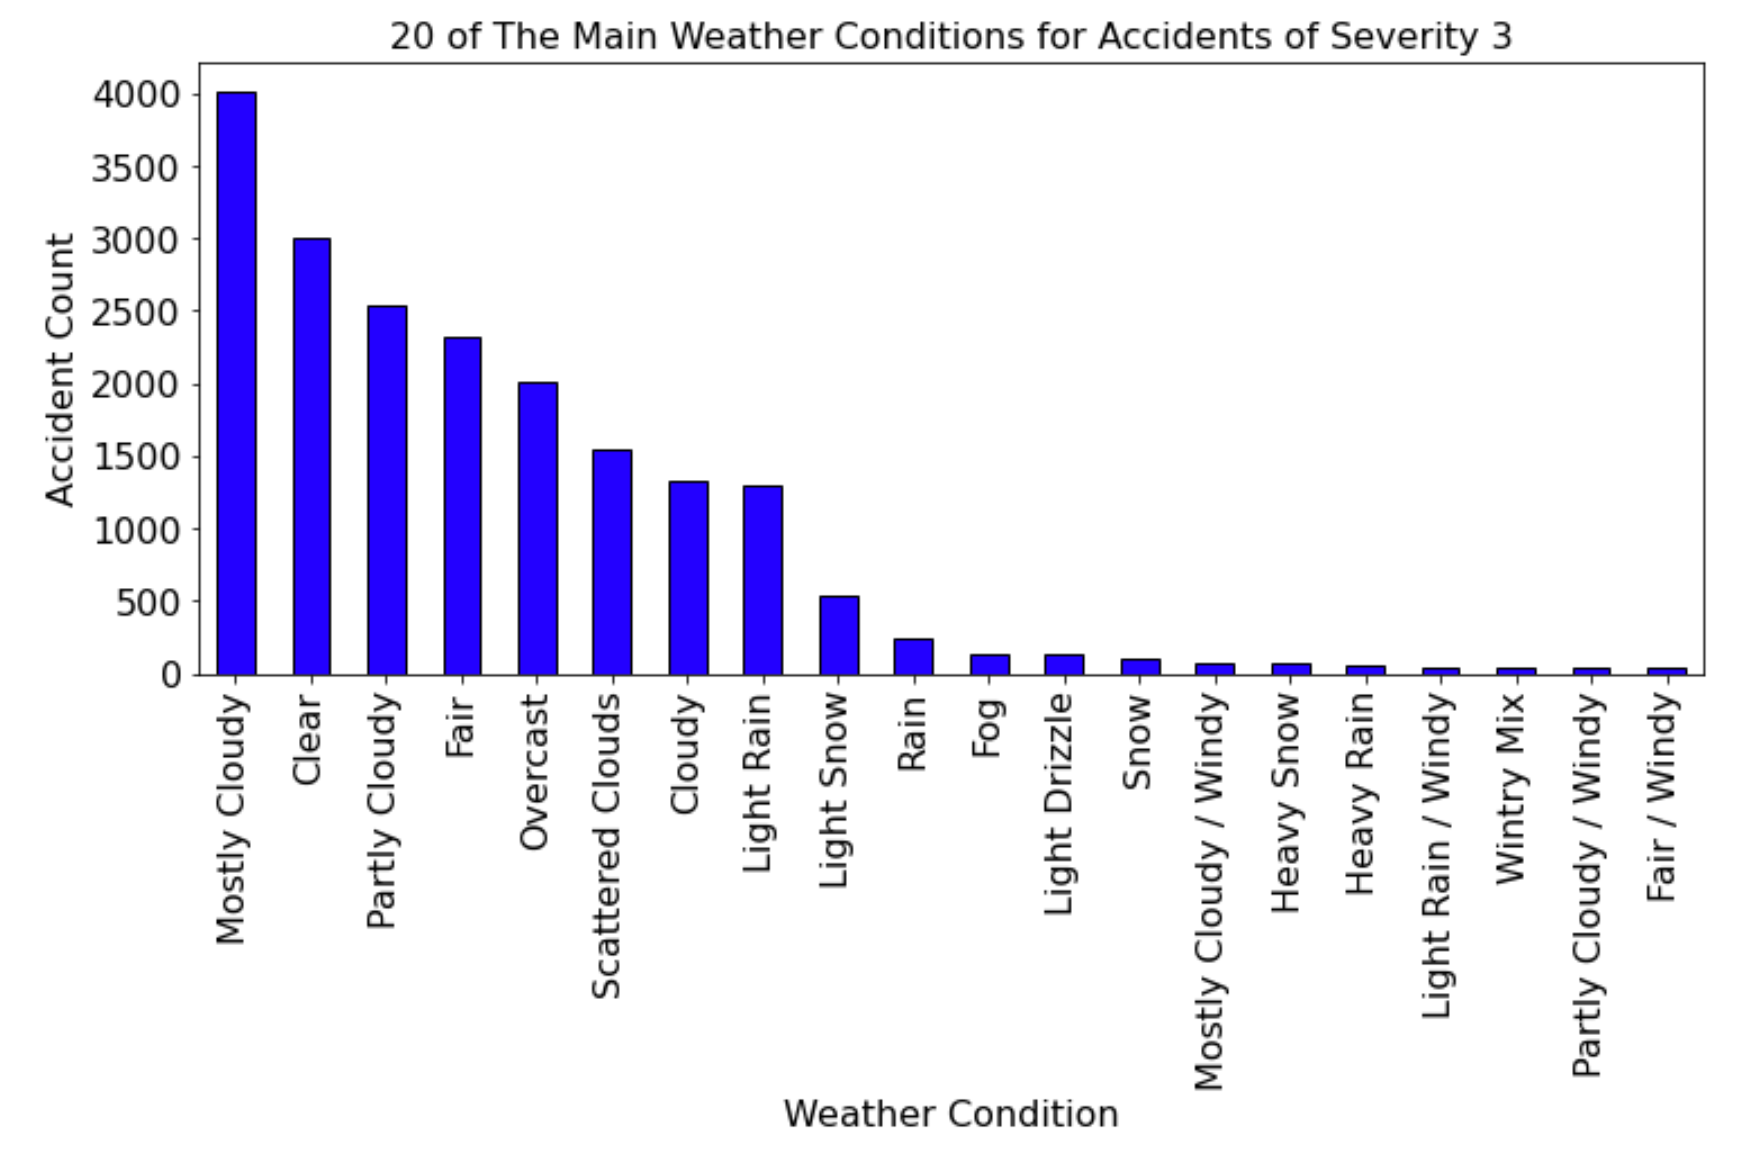 20 of The Main Weather Conditions for Accidents of Severity 3
Accident Count
4000
3500
3000
2500
2000
1500
1000
500
0
Mostly Cloudy
Clear
Partly Cloudy
Fair
Overcast
Scattered Clouds
Cloudy
Light Rain
Light Snow
Rain
Fog
Light Drizzle
Snow
Mostly Cloudy / Windy
Heavy Snow
Heavy Rain
Light Rain / Windy
Wintry Mix
Partly Cloudy / Windy
Fair / Windy
Weather Condition